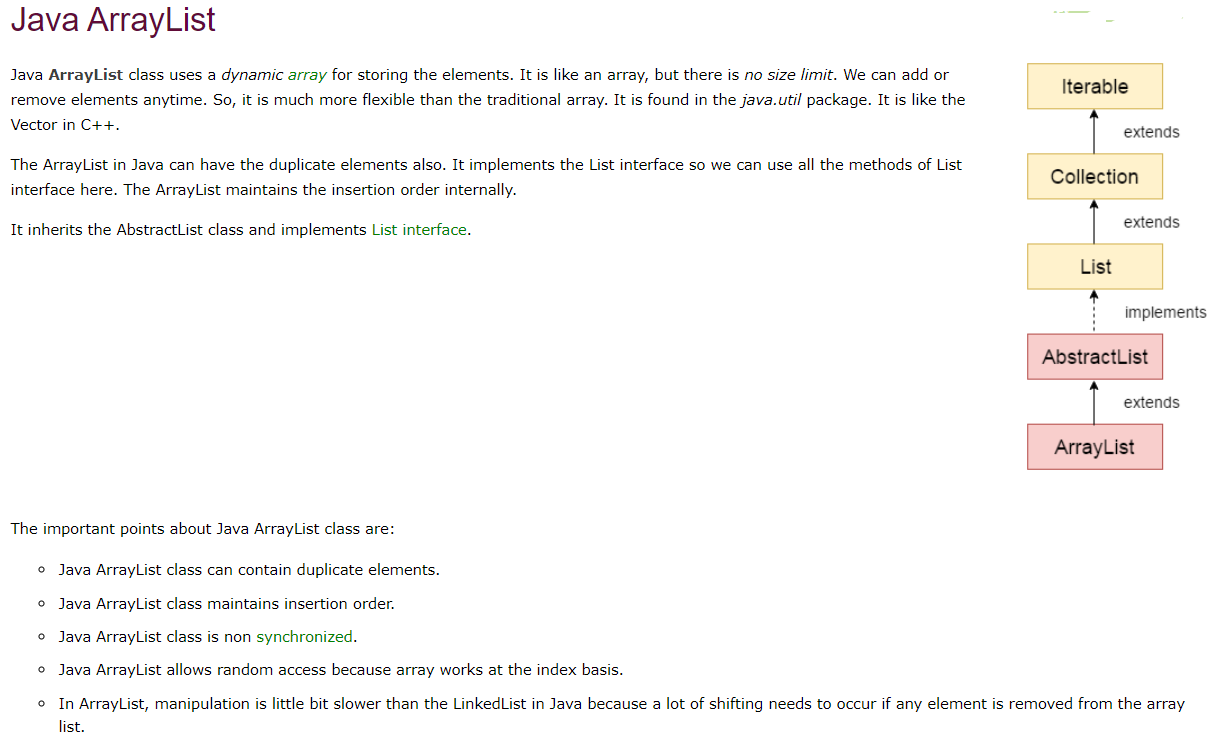 Java ArrayList
Java ArrayList class uses a dynamic array for storing the elements. It is like an array, but there is no size limit. We can add or
remove elements anytime. So, it is much more flexible than the traditional array. It is found in the java.util package. It is like the
Vector in C++.
The ArrayList in Java can have the duplicate elements also. It implements the List interface so we can use all the methods of List
interface here. The ArrayList maintains the insertion order internally.
It inherits the AbstractList class and implements List interface.
Iterable
extends
Collection
extends
List
implements
AbstractList
extends
ArrayList
The important points about Java ArrayList class are:
Java ArrayList class can contain duplicate elements.
Java ArrayList class maintains insertion order.
Java ArrayList class is non synchronized.
Java ArrayList allows random access because array works at the index basis.
In ArrayList, manipulation is little bit slower than the LinkedList in Java because a lot of shifting needs to occur if any element is removed from the array
list.